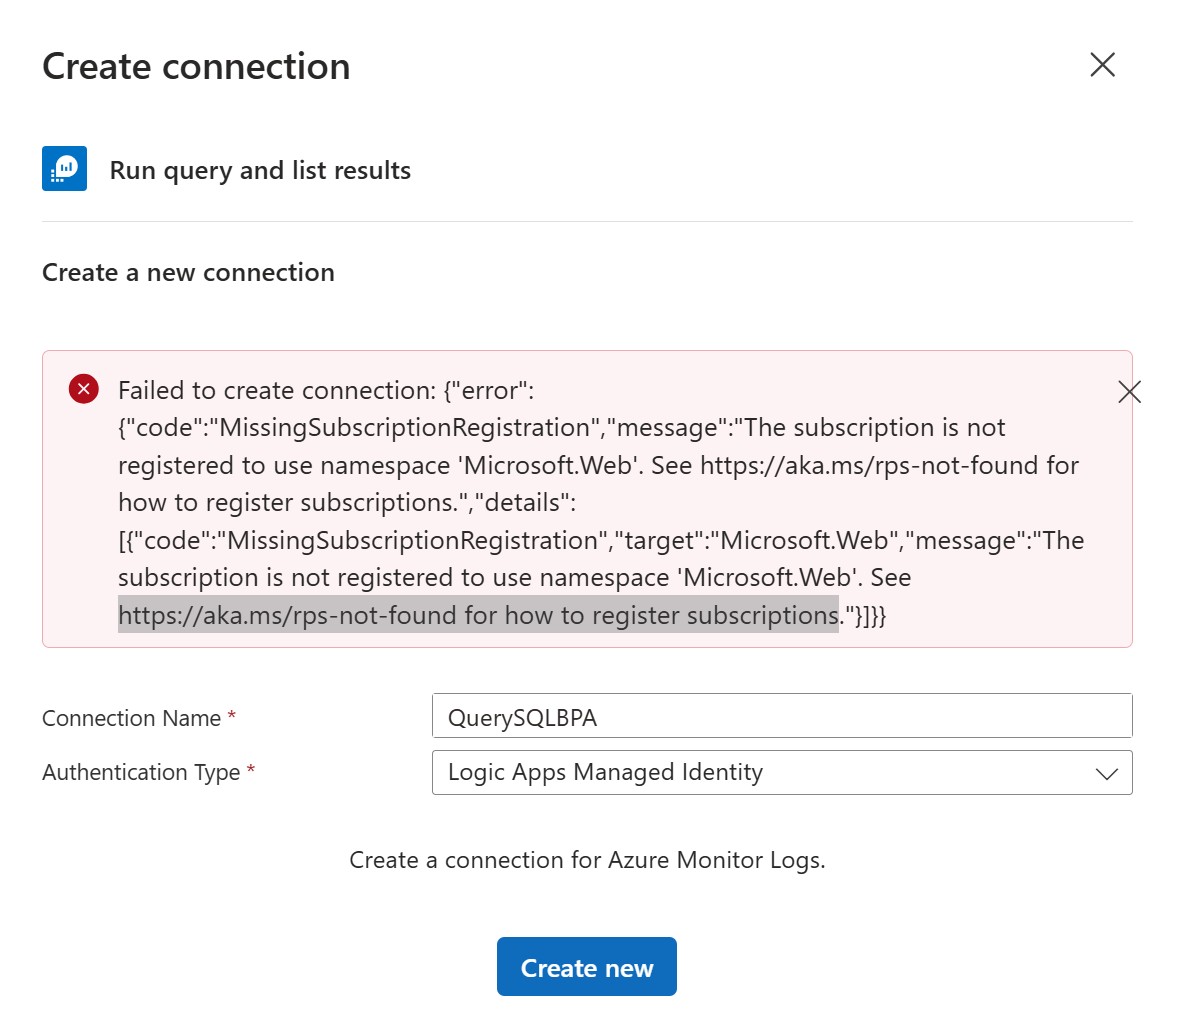 Create connection
Run query and list results
Create a new connection
Failed to create connection: {"error":
{"code":"MissingSubscriptionRegistration","message":"The subscription is not
registered to use namespace 'Microsoft.Web'. See https://aka.ms/rps-not-found for
how to register subscriptions.","details":
[{"code":"MissingSubscriptionRegistration","target":"Microsoft.Web","message":"The
subscription is not registered to use namespace 'Microsoft.Web'. See
https://aka.ms/rps-not-found for how to register subscriptions."}]}}
Connection Name *
QuerySQLBPA
Authentication Type *
Logic Apps Managed Identity
Create a connection for Azure Monitor Logs.
Create new